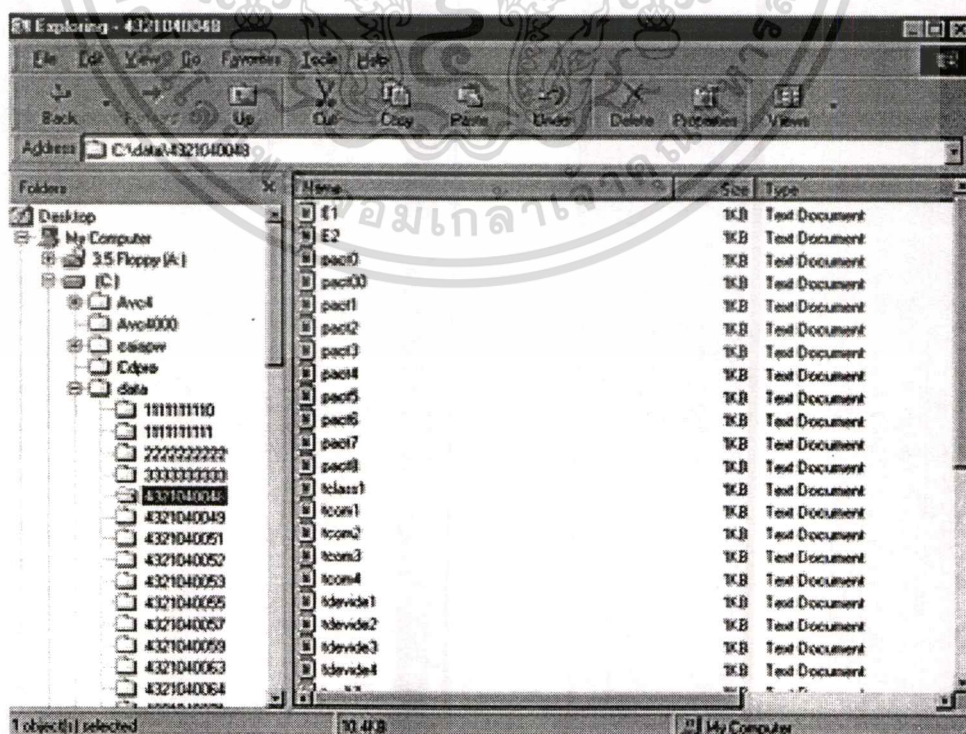 Exploring - 4321040048
File Edit View Go Favorites Tools Help
Back Up Cut Copy Paste Undo Delete Properties Views
Address C:\data\4321040048
Folders
Desktop
My Computer
3.5 Floppy (A:)
(C:)
Avc4
Avc4000
Cdpro
data
1111111110
1111111111
2222222222
3333333333
4321040048
4321040049
4321040051
4321040052
4321040053
4321040055
4321040057
4321040059
4321040063
4321040064
Name Size Type
E1 1KB Text Document
E2 1KB Text Document
pact0 1KB Text Document
pact00 1KB Text Document
pact1 1KB Text Document
pact2 1KB Text Document
pact3 1KB Text Document
pact4 1KB Text Document
pact5 1KB Text Document
pact6 1KB Text Document
pact7 1KB Text Document
pact8 1KB Text Document
tclass1 1KB Text Document
tcom1 1KB Text Document
tcom2 1KB Text Document
tcom3 1KB Text Document
tcom4 1KB Text Document
tdevide1 1KB Text Document
tdevide2 1KB Text Document
tdevide3 1KB Text Document
tdevide4 1KB Text Document
1 object(s) selected 10.4KB My Computer